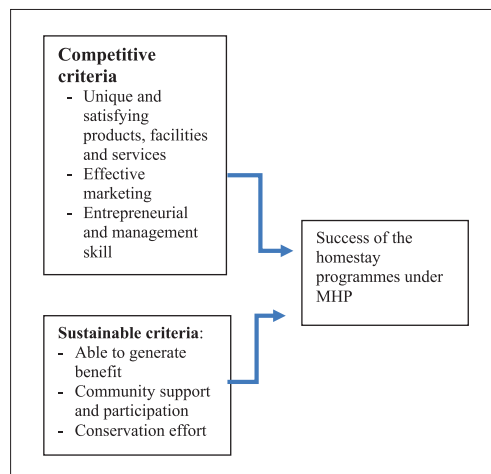 Competitive
criteria
- Unique and
satisfying
products, facilities
and services
- Effective
marketing
- Entrepreneurial
and management
skill
Success of the
homestay
programmes under
MHP
Sustainable criteria:
- Able to generate
benefit
- Community support
and participation
- Conservation effort